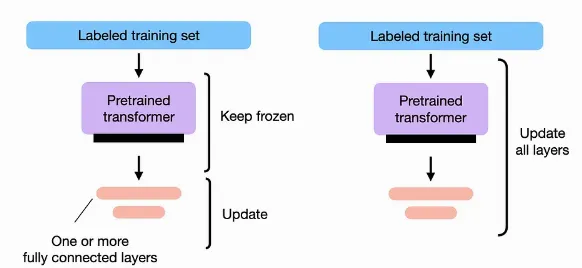 Labeled training set
Pretrained
transformer
Keep frozen
Update
One or more
fully connected layers
Labeled training set
Pretrained
transformer
Update
all layers